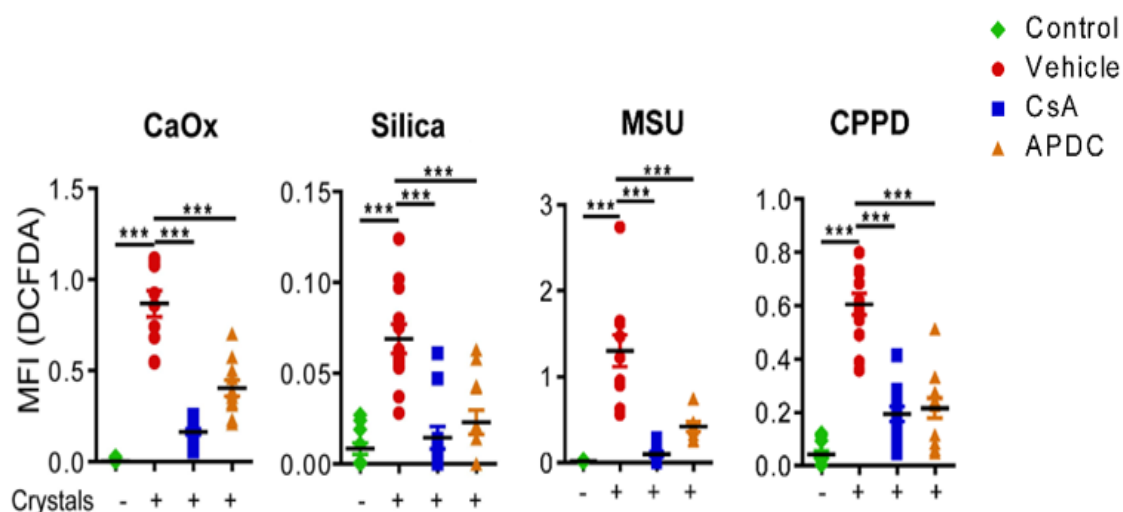 Control
Vehicle
CsA
APDC
CaOx
Silica
MSU
CPPD
MFI (DCFDA)
1.5
1.0
0.5
0.0
*** *** ***
0.15
0.10
0.05
0.00
*** *** ***
3
2
1
0
*** *** ***
1.0
0.8
0.6
0.4
0.2
0.0
*** *** ***
Crystals - + + + - + + + - + + + - + + +